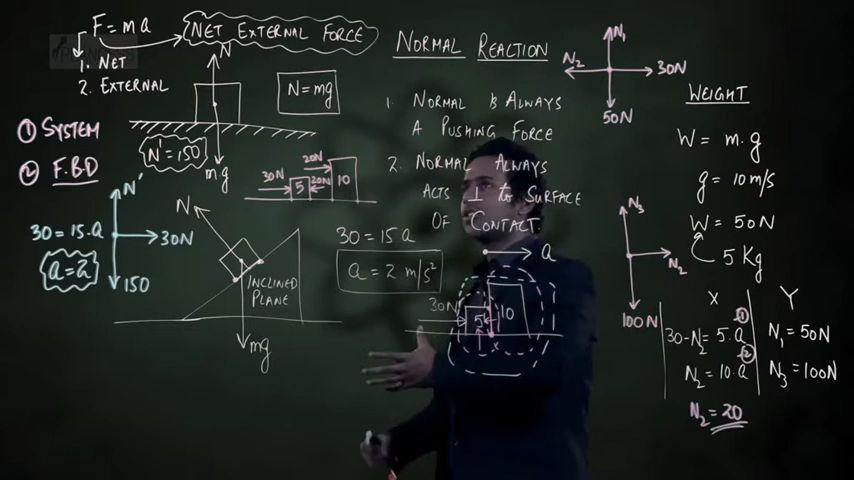 F = ma
NET EXTERNAL FORCE
1. NET
2. EXTERNAL
① SYSTEM
② F.B.D
N
N = mg
N' = 150
mg
N'
30 = 15.a
30N
a = 2
150
30N
20N
20N
5
10
N
INCLINED
PLANE
mg
30 = 15a
a = 2 m/s²
NORMAL REACTION
1. NORMAL IS ALWAYS
A PUSHING FORCE
2. NORMAL ALWAYS
ACTS ⊥ to SURFACE
OF CONTACT.
a
30N
5
10
x
N₁
N₂
30N
50N
WEIGHT
W = m.g
g = 10 m/s
W = 50N
5 Kg
N₃
N₂
100N
X
Y
30-N₂ = 5.a ①
N₁ = 50N
N₂ = 10.a ②
N₃ = 100N
N₂ = 20